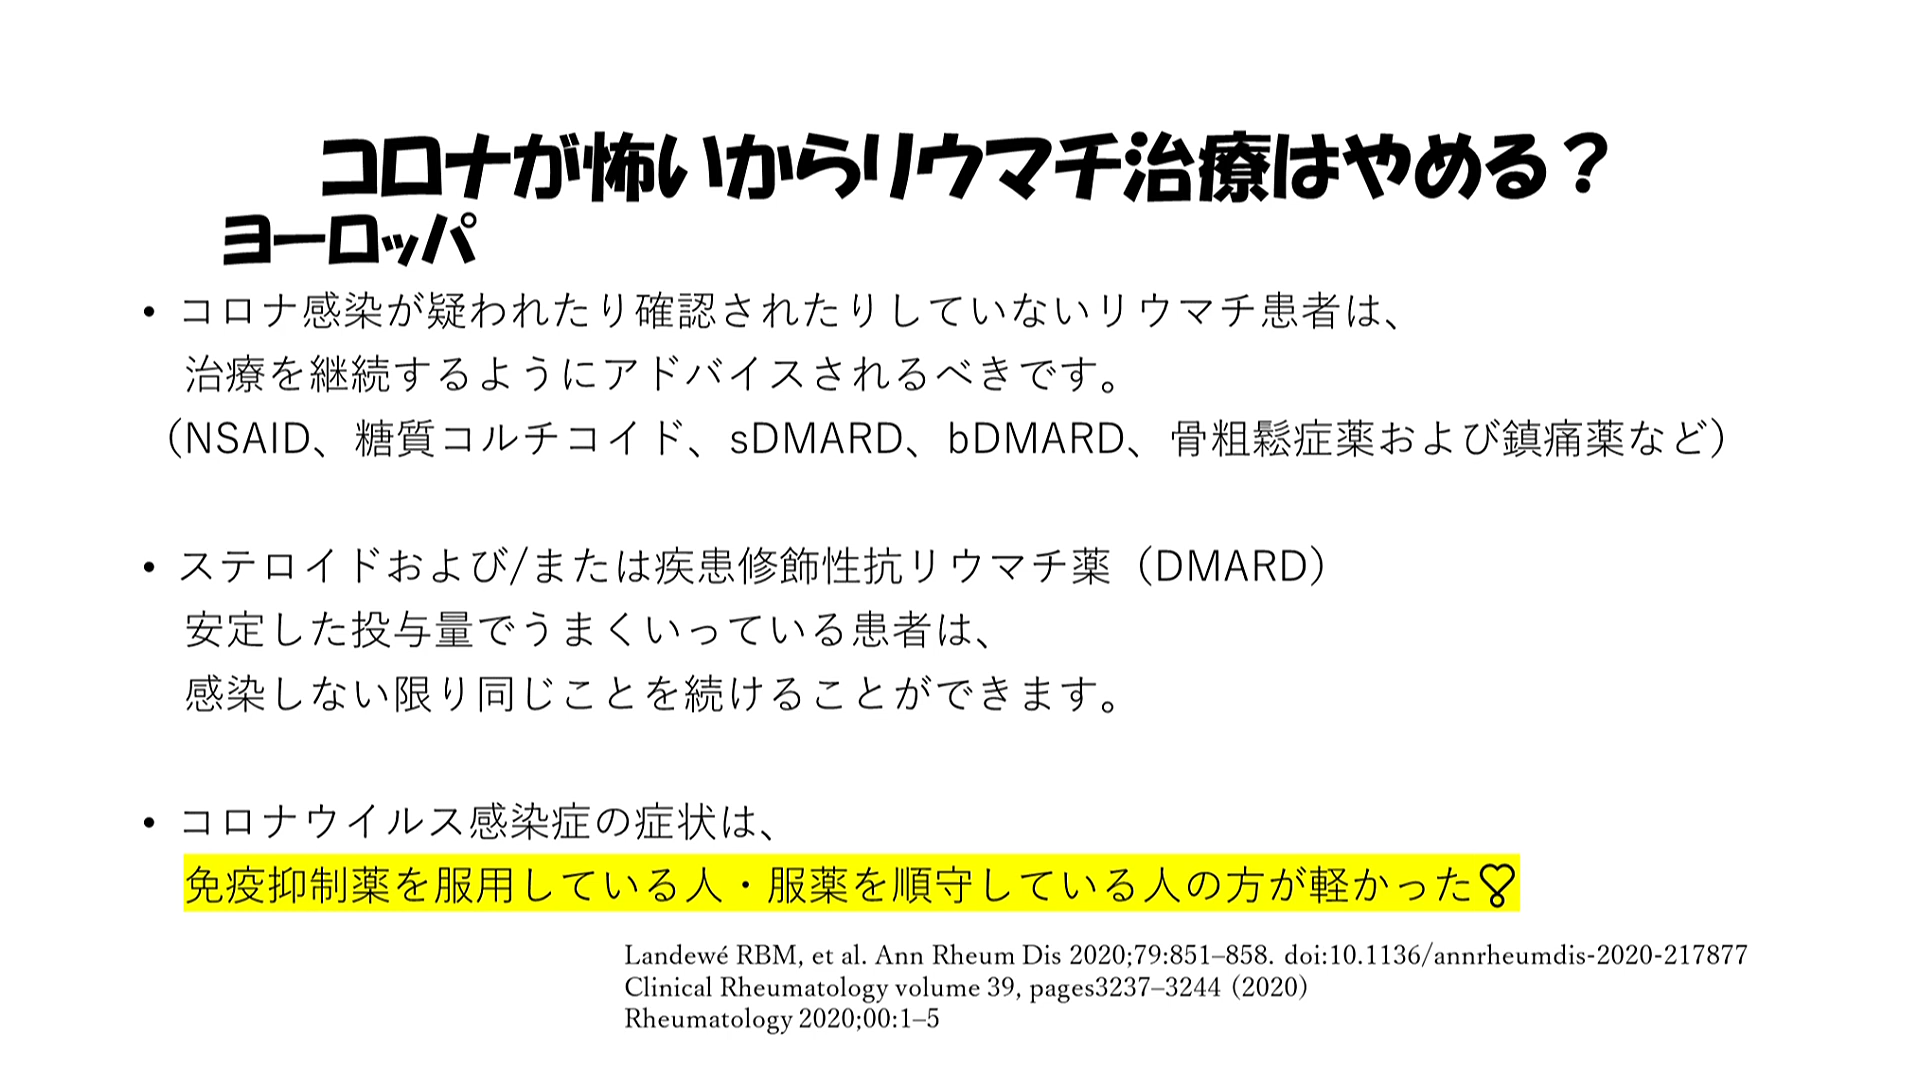 コロナが怖いからリウマチ治療はやめる？
ヨーロッパ
• コロナ感染が疑われたり確認されたりしていないリウマチ患者は、
治療を継続するようにアドバイスされるべきです。
（NSAID、糖質コルチコイド、sDMARD、bDMARD、骨粗鬆症薬および鎮痛薬など）
• ステロイドおよび/または疾患修飾性抗リウマチ薬（DMARD）
安定した投与量でうまくいっている患者は、
感染しない限り同じことを続けることができます。
• コロナウイルス感染症の症状は、
免疫抑制薬を服用している人・服薬を順守している人の方が軽かった❣
Landewé RBM, et al. Ann Rheum Dis 2020;79:851–858. doi:10.1136/annrheumdis-2020-217877
Clinical Rheumatology volume 39, pages3237–3244 (2020)
Rheumatology 2020;00:1–5